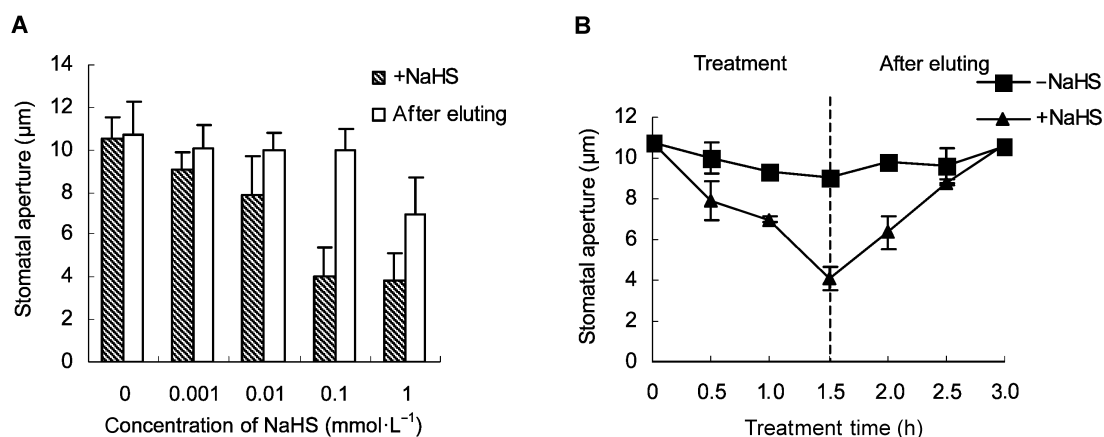 A
14
12
10
8
6
4
2
0
Stomatal aperture (μm)
+NaHS
After eluting
0 0.001 0.01 0.1 1
Concentration of NaHS (mmol·L⁻¹)
B
Treatment After eluting
–NaHS
+NaHS
12
10
8
6
4
2
0
Stomatal aperture (μm)
0 0.5 1.0 1.5 2.0 2.5 3.0
Treatment time (h)